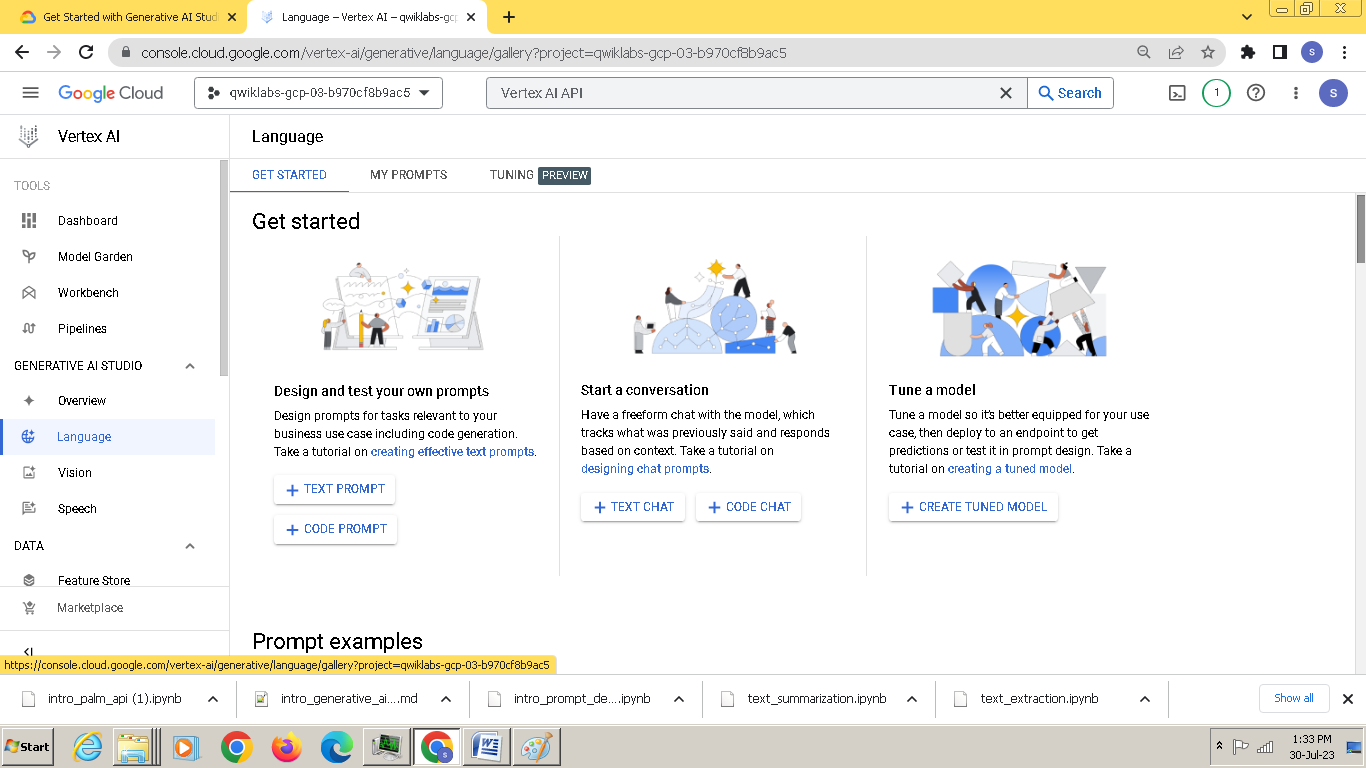 Get Started with Generative AI Studi
Language – Vertex AI – qwiklabs-gcp
console.cloud.google.com/vertex-ai/generative/language/gallery?project=qwiklabs-gcp-03-b970cf8b9ac5
S
Google Cloud
qwiklabs-gcp-03-b970cf8b9ac5
Vertex AI API
Search
1
S
Vertex AI
Language
GET STARTED
MY PROMPTS
TUNING PREVIEW
TOOLS
Dashboard
Model Garden
Workbench
Pipelines
GENERATIVE AI STUDIO
Overview
Language
Vision
Speech
DATA
Feature Store
Marketplace
Get started
Design and test your own prompts
Design prompts for tasks relevant to your
business use case including code generation.
Take a tutorial on creating effective text prompts.
TEXT PROMPT
CODE PROMPT
Start a conversation
Have a freeform chat with the model, which
tracks what was previously said and responds
based on context. Take a tutorial on
designing chat prompts.
TEXT CHAT
CODE CHAT
Tune a model
Tune a model so it's better equipped for your use
case, then deploy to an endpoint to get
predictions or test it in prompt design. Take a
tutorial on creating a tuned model.
CREATE TUNED MODEL
Prompt examples
https://console.cloud.google.com/vertex-ai/generative/language/gallery?project=qwiklabs-gcp-03-b970cf8b9ac5
intro_palm_api (1).ipynb
intro_generative_ai....md
intro_prompt_de....ipynb
text_summarization.ipynb
text_extraction.ipynb
Show all
Start
1:33 PM
30-Jul-23